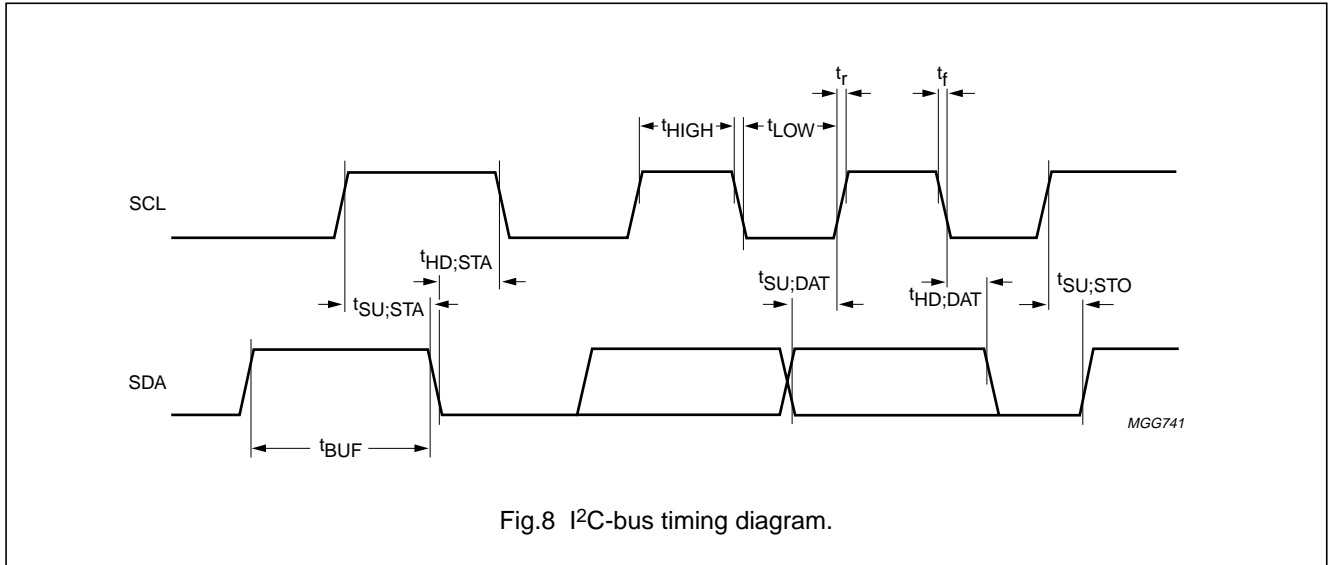 tr tf
tHIGH tLOW
SCL
tHD;STA
tSU;STA
tSU;DAT
tHD;DAT
tSU;STO
SDA
MGG741
tBUF
Fig.8 I2C-bus timing diagram.